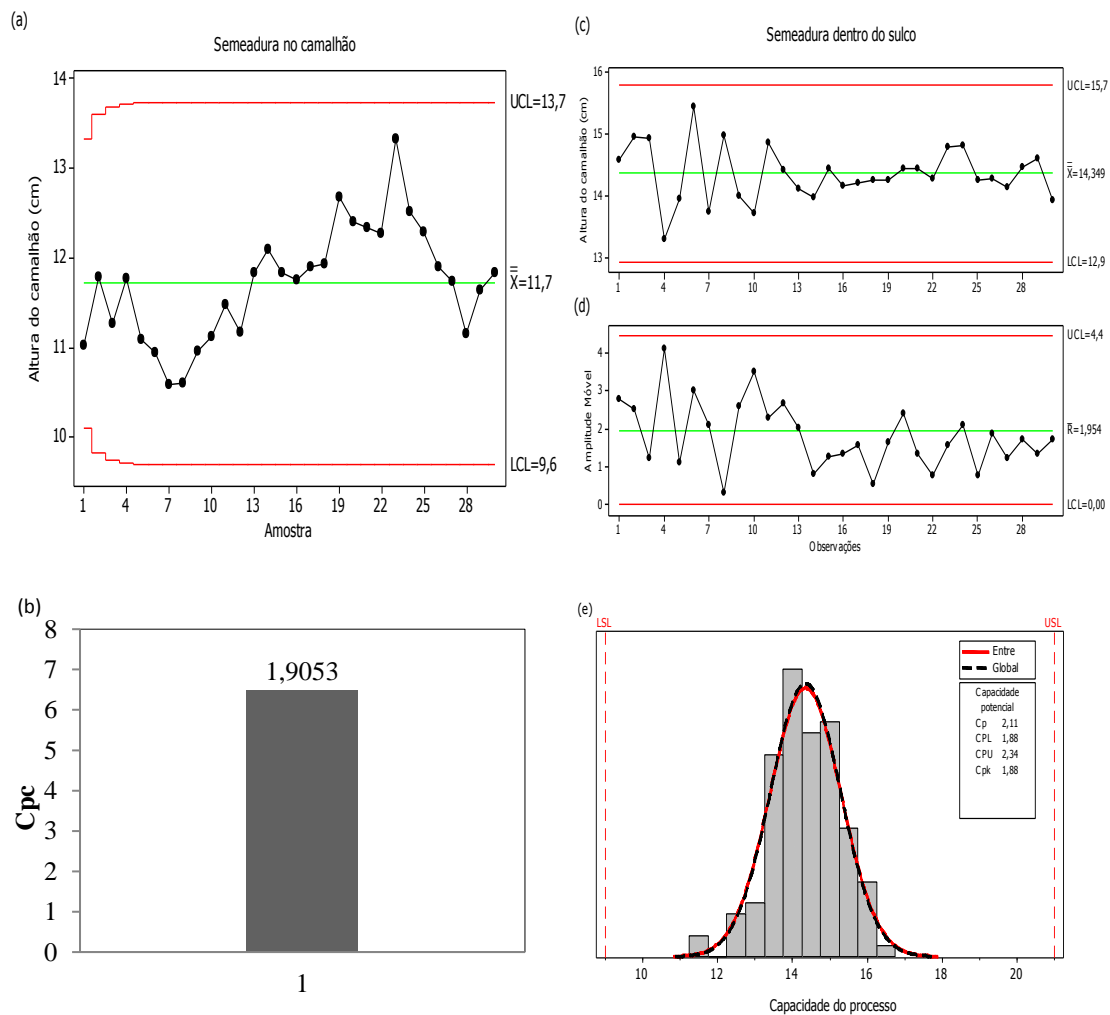 (a)
Semeadura no camalhão
Altura do camalhão (cm)
14
13
12
11
10
UCL=13,7
X=11,7
LCL=9,6
1 4 7 10 13 16 19 22 25 28
Amostra
(c)
Semeadura dentro do sulco
Altura do camalhão (cm)
16
15
14
13
UCL=15,7
X=14,349
LCL=12,9
1 4 7 10 13 16 19 22 25 28
(d)
Amplitude Móvel
4
3
2
1
0
UCL=4,4
R=1,954
LCL=0,00
1 4 7 10 13 16 19 22 25 28
Observações
(b)
Cpc
8
7
6
5
4
3
2
1
0
1,9053
1
(e)
LSL
USL
Entre
Global
Capacidade
potencial
Cp 2,11
CPL 1,88
CPU 2,34
Cpk 1,88
10 12 14 16 18 20
Capacidade do processo